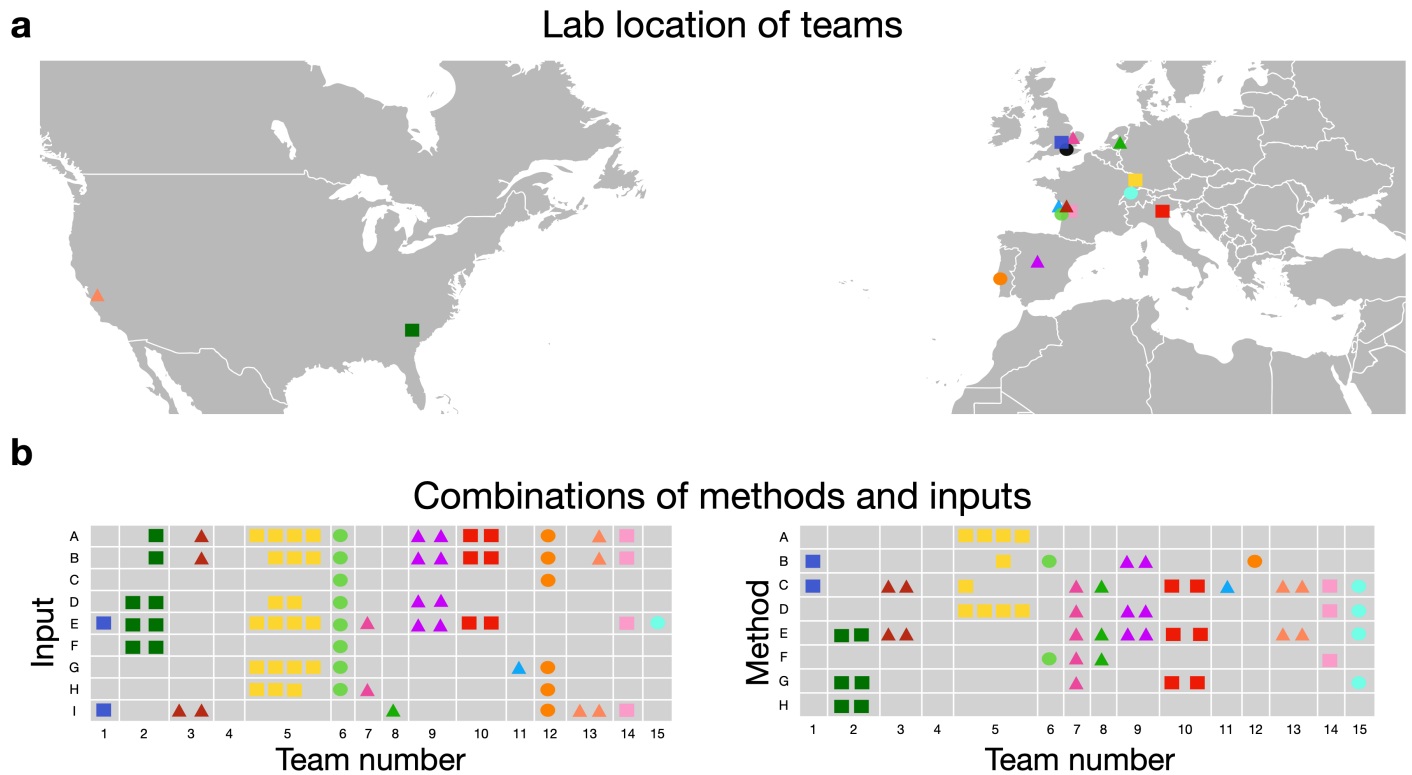 a
Lab location of teams
b
Combinations of methods and inputs
Input
A
B
C
D
E
F
G
H
I
1 2 3 4 5 6 7 8 9 10 11 12 13 14 15
Team number
Method
A
B
C
D
E
F
G
H
1 2 3 4 5 6 7 8 9 10 11 12 13 14 15
Team number